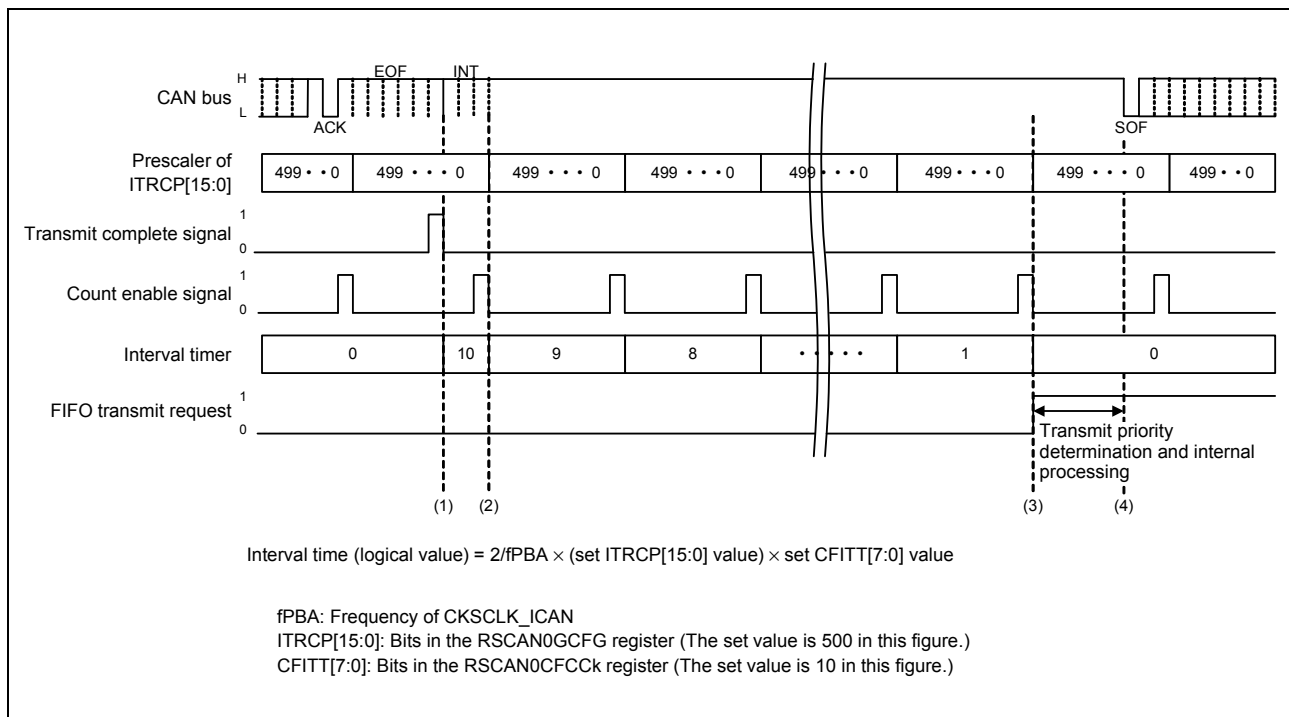 EOF INT
H
CAN bus
L
ACK SOF
Prescaler of
ITRCP[15:0]
499 • • 0 499 • • • 0 499 • • • 0 499 • • • 0 499 • • • 0 499 • • • 0 499 • • • 0 499 • • 0
1
Transmit complete signal
0
1
Count enable signal
0
Interval timer 0 10 9 8 • • • • • 1 0
1
FIFO transmit request
0
Transmit priority
determination and internal
processing
(1) (2) (3) (4)
Interval time (logical value) = 2/fPBA × (set ITRCP[15:0] value) × set CFITT[7:0] value
fPBA: Frequency of CKSCLK_ICAN
ITRCP[15:0]: Bits in the RSCAN0GCFG register (The set value is 500 in this figure.)
CFITT[7:0]: Bits in the RSCAN0CFCCk register (The set value is 10 in this figure.)